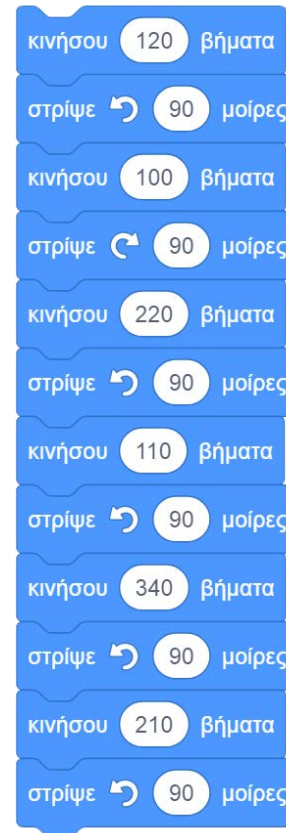 κινήσου 120 βήματα
στρίψε 90 μοίρες
κινήσου 100 βήματα
στρίψε 90 μοίρες
κινήσου 220 βήματα
στρίψε 90 μοίρες
κινήσου 110 βήματα
στρίψε 90 μοίρες
κινήσου 340 βήματα
στρίψε 90 μοίρες
κινήσου 210 βήματα
στρίψε 90 μοίρες